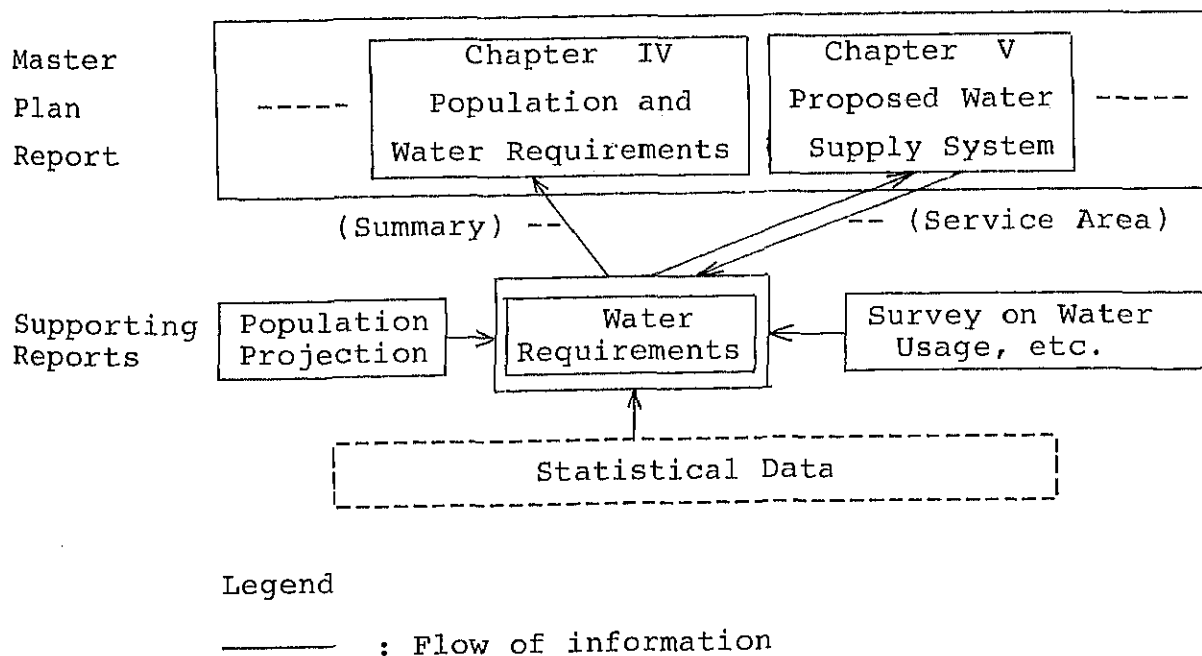 Master
Plan
Report
Chapter IV
Population and
Water Requirements
Chapter V
Proposed Water
Supply System
(Summary) --
-- (Service Area)
Supporting
Reports
Population
Projection
Water
Requirements
Survey on Water
Usage, etc.
Statistical Data
Legend
: Flow of information